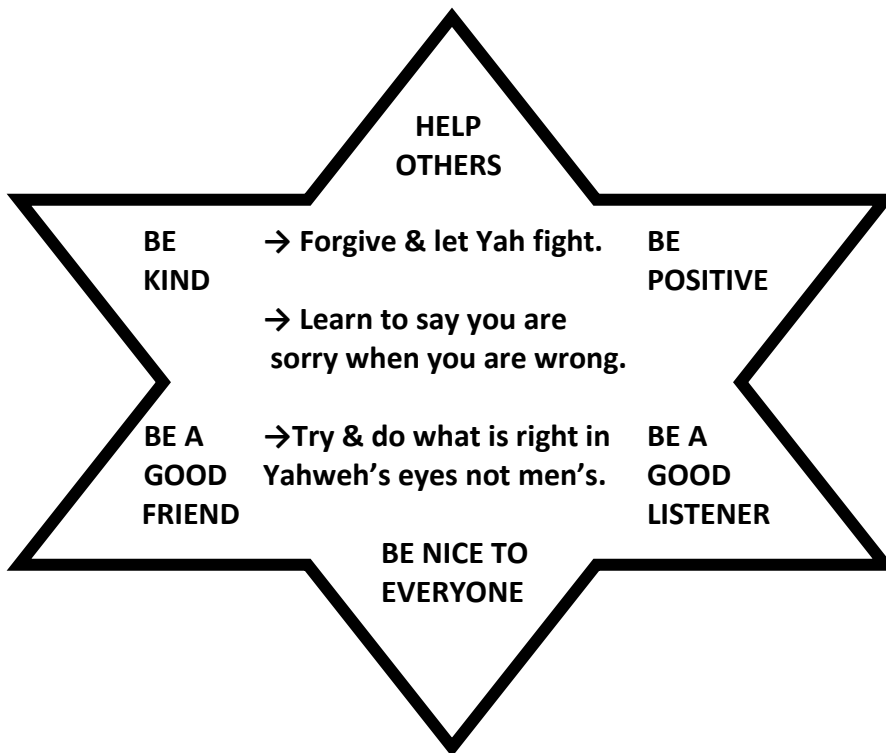 HELP
OTHERS
BE
KIND
→ Forgive & let Yah fight.
BE
POSITIVE
→ Learn to say you are
sorry when you are wrong.
BE A
GOOD
FRIEND
→Try & do what is right in
Yahweh’s eyes not men’s.
BE A
GOOD
LISTENER
BE NICE TO
EVERYONE